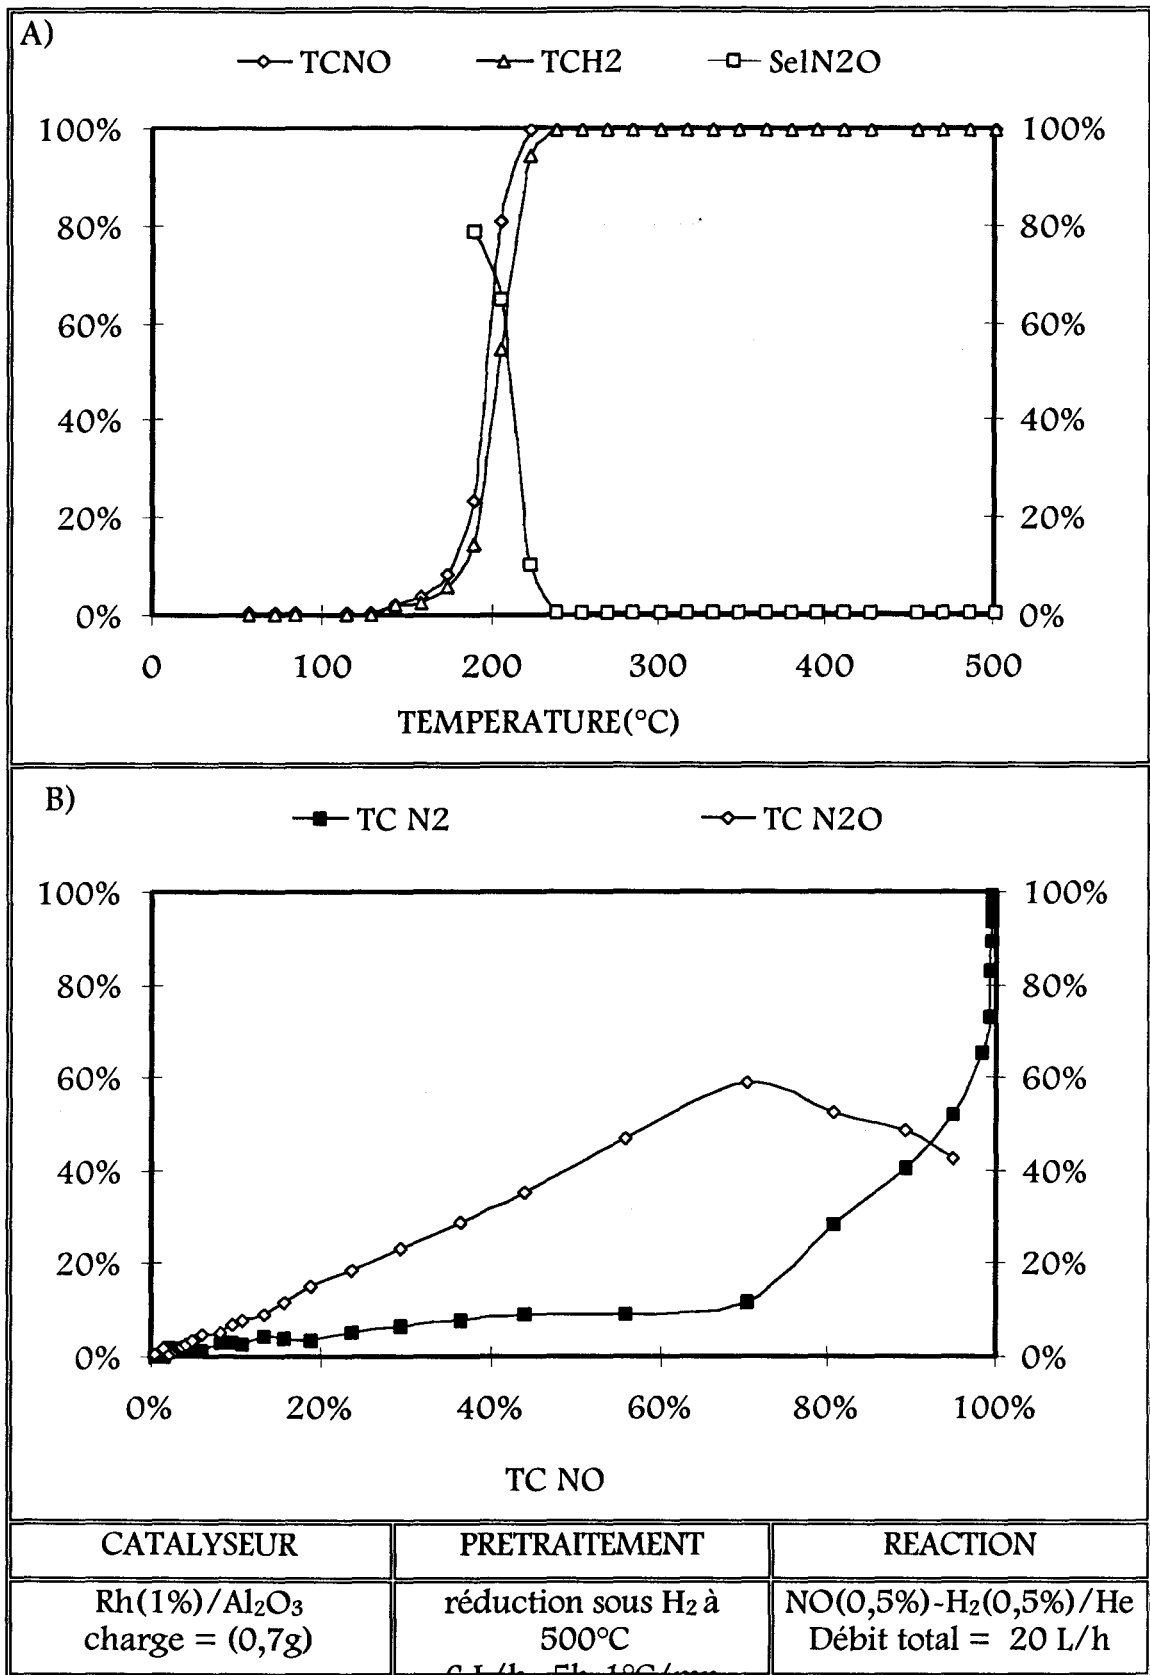 A)
TCNO TCH2 SelN2O
100% 100%
80% 80%
60% 60%
40% 40%
20% 20%
0% 0%
0 100 200 300 400 500
TEMPERATURE(°C)
B)
TC N2 TC N2O
100% 100%
80% 80%
60% 60%
40% 40%
20% 20%
0% 0%
0% 20% 40% 60% 80% 100%
TC NO
CATALYSEUR PRETRAITEMENT REACTION
Rh(1%)/Al₂O₃ réduction sous H₂ à NO(0,5%)-H₂(0,5%)/He
charge = (0,7g) 500°C Débit total = 20 L/h